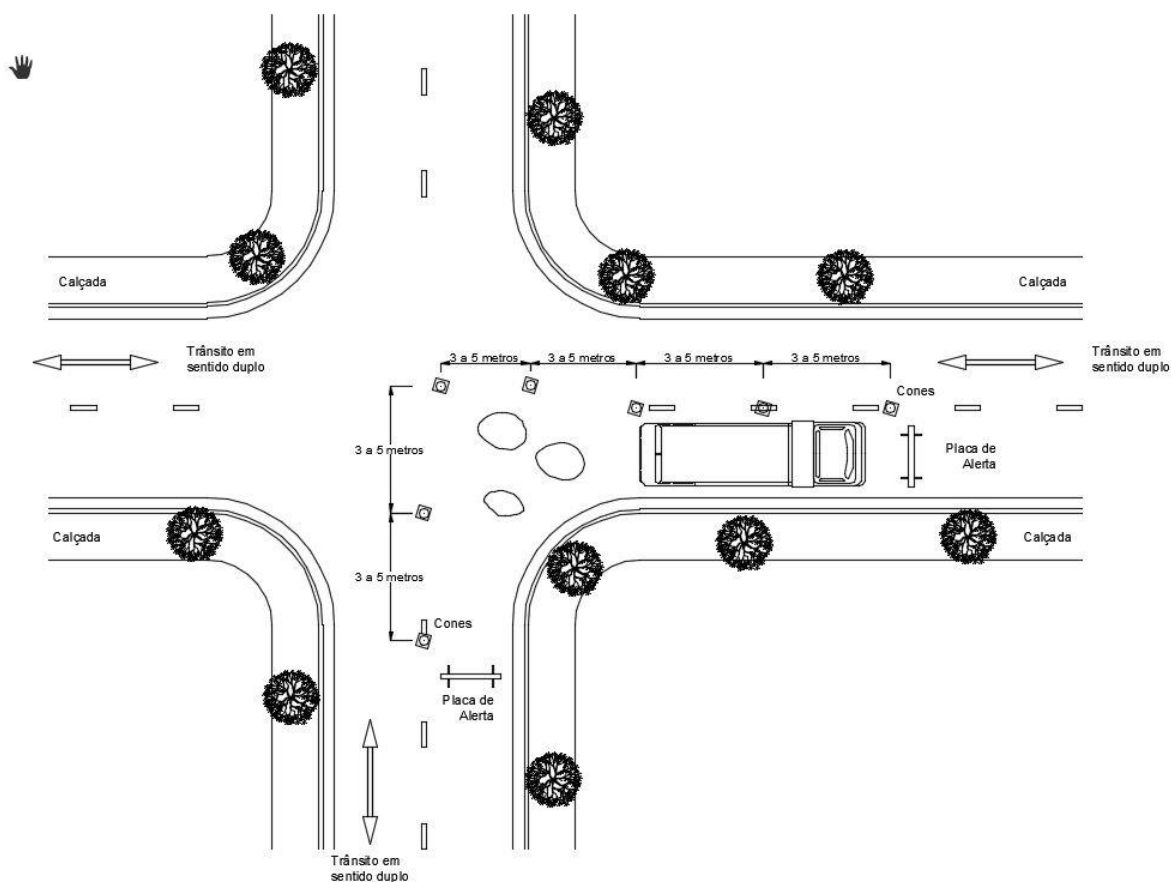 Calçada
Calçada
Trânsito em
sentido duplo
3 a 5 metros
3 a 5 metros
3 a 5 metros
3 a 5 metros
Trânsito em
sentido duplo
Cones
3 a 5 metros
Placa de
Alerta
Calçada
Calçada
3 a 5 metros
Cones
Placa de
Alerta
Trânsito em
sentido duplo